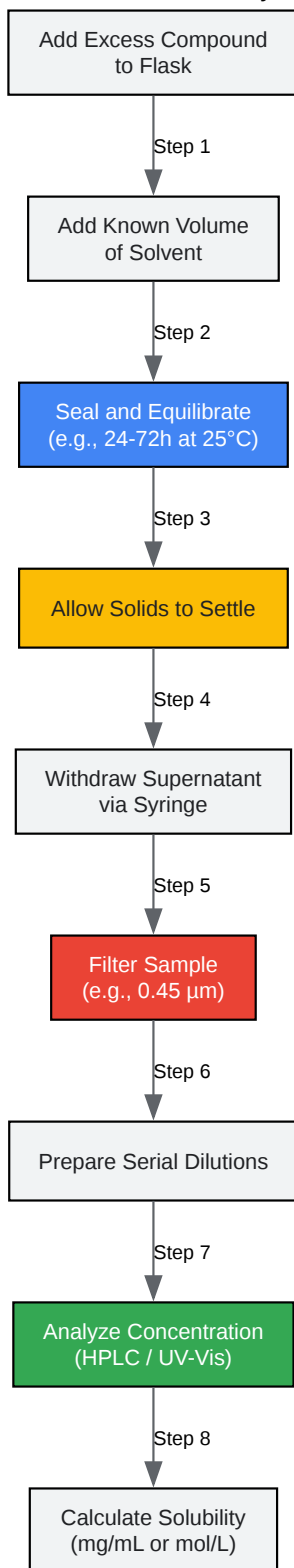 Add Excess Compound
to Flask
Step 1
Add Known Volume
of Solvent
Step 2
Seal and Equilibrate
(e.g., 24-72h at 25°C)
Step 3
Allow Solids to Settle
Step 4
Withdraw Supernatant
via Syringe
Step 5
Filter Sample
(e.g., 0.45 µm)
Step 6
Prepare Serial Dilutions
Step 7
Analyze Concentration
(HPLC / UV-Vis)
Step 8
Calculate Solubility
(mg/mL or mol/L)